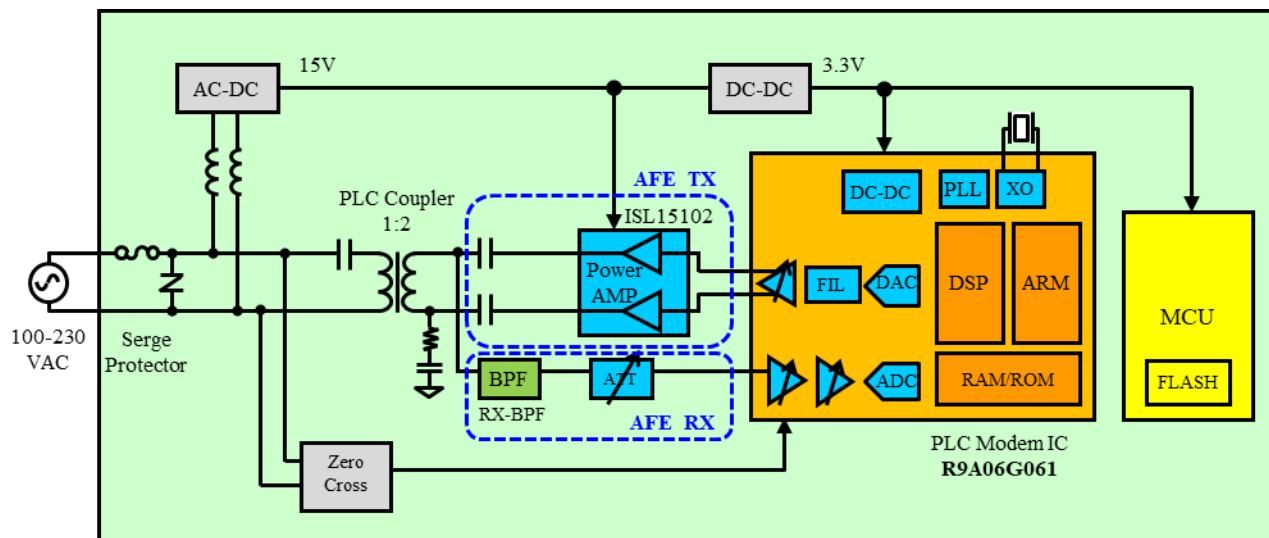 AC-DC
15V
DC-DC
3.3V
AFE TX
PLC Coupler
1:2
ISL15102
DC-DC
PLL
XO
Power
AMP
FIL
DAC
DSP
ARM
MCU
FLASH
100-230
VAC
Serge
Protector
BPF
RX-BPF
ATT
AFE RX
ADC
RAM/ROM
PLC Modem IC
R9A06G061
Zero
Cross